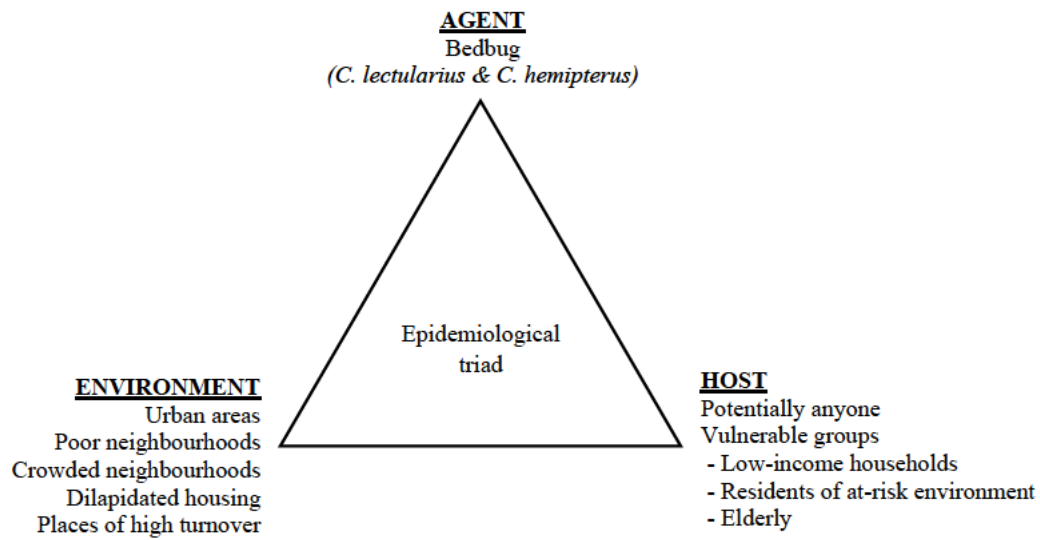 AGENT
Bedbug
(C. lectularius & C. hemipterus)
Epidemiological
triad
ENVIRONMENT
Urban areas
Poor neighbourhoods
Crowded neighbourhoods
Dilapidated housing
Places of high turnover
HOST
Potentially anyone
Vulnerable groups
- Low-income households
- Residents of at-risk environment
- Elderly